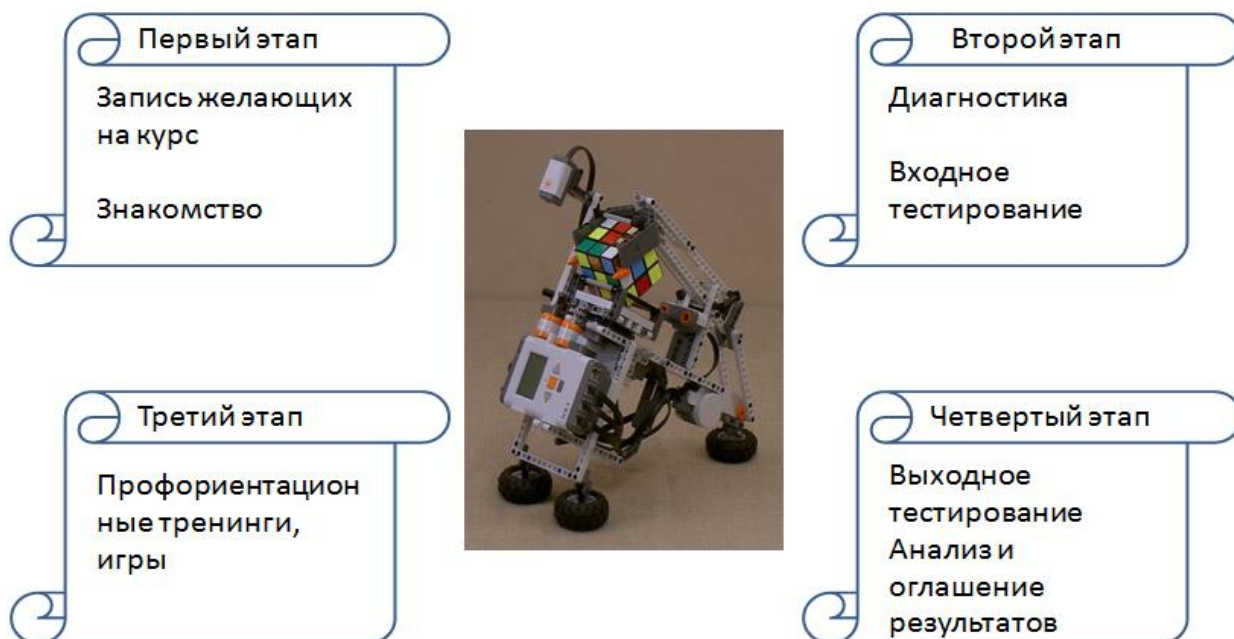 Первый этап
Запись желающих
на курс
Знакомство
Второй этап
Диагностика
Входное
тестирование
Третий этап
Профориентацион
ные тренинги,
игры
Четвертый этап
Выходное
тестирование
Анализ и
оглашение
результатов